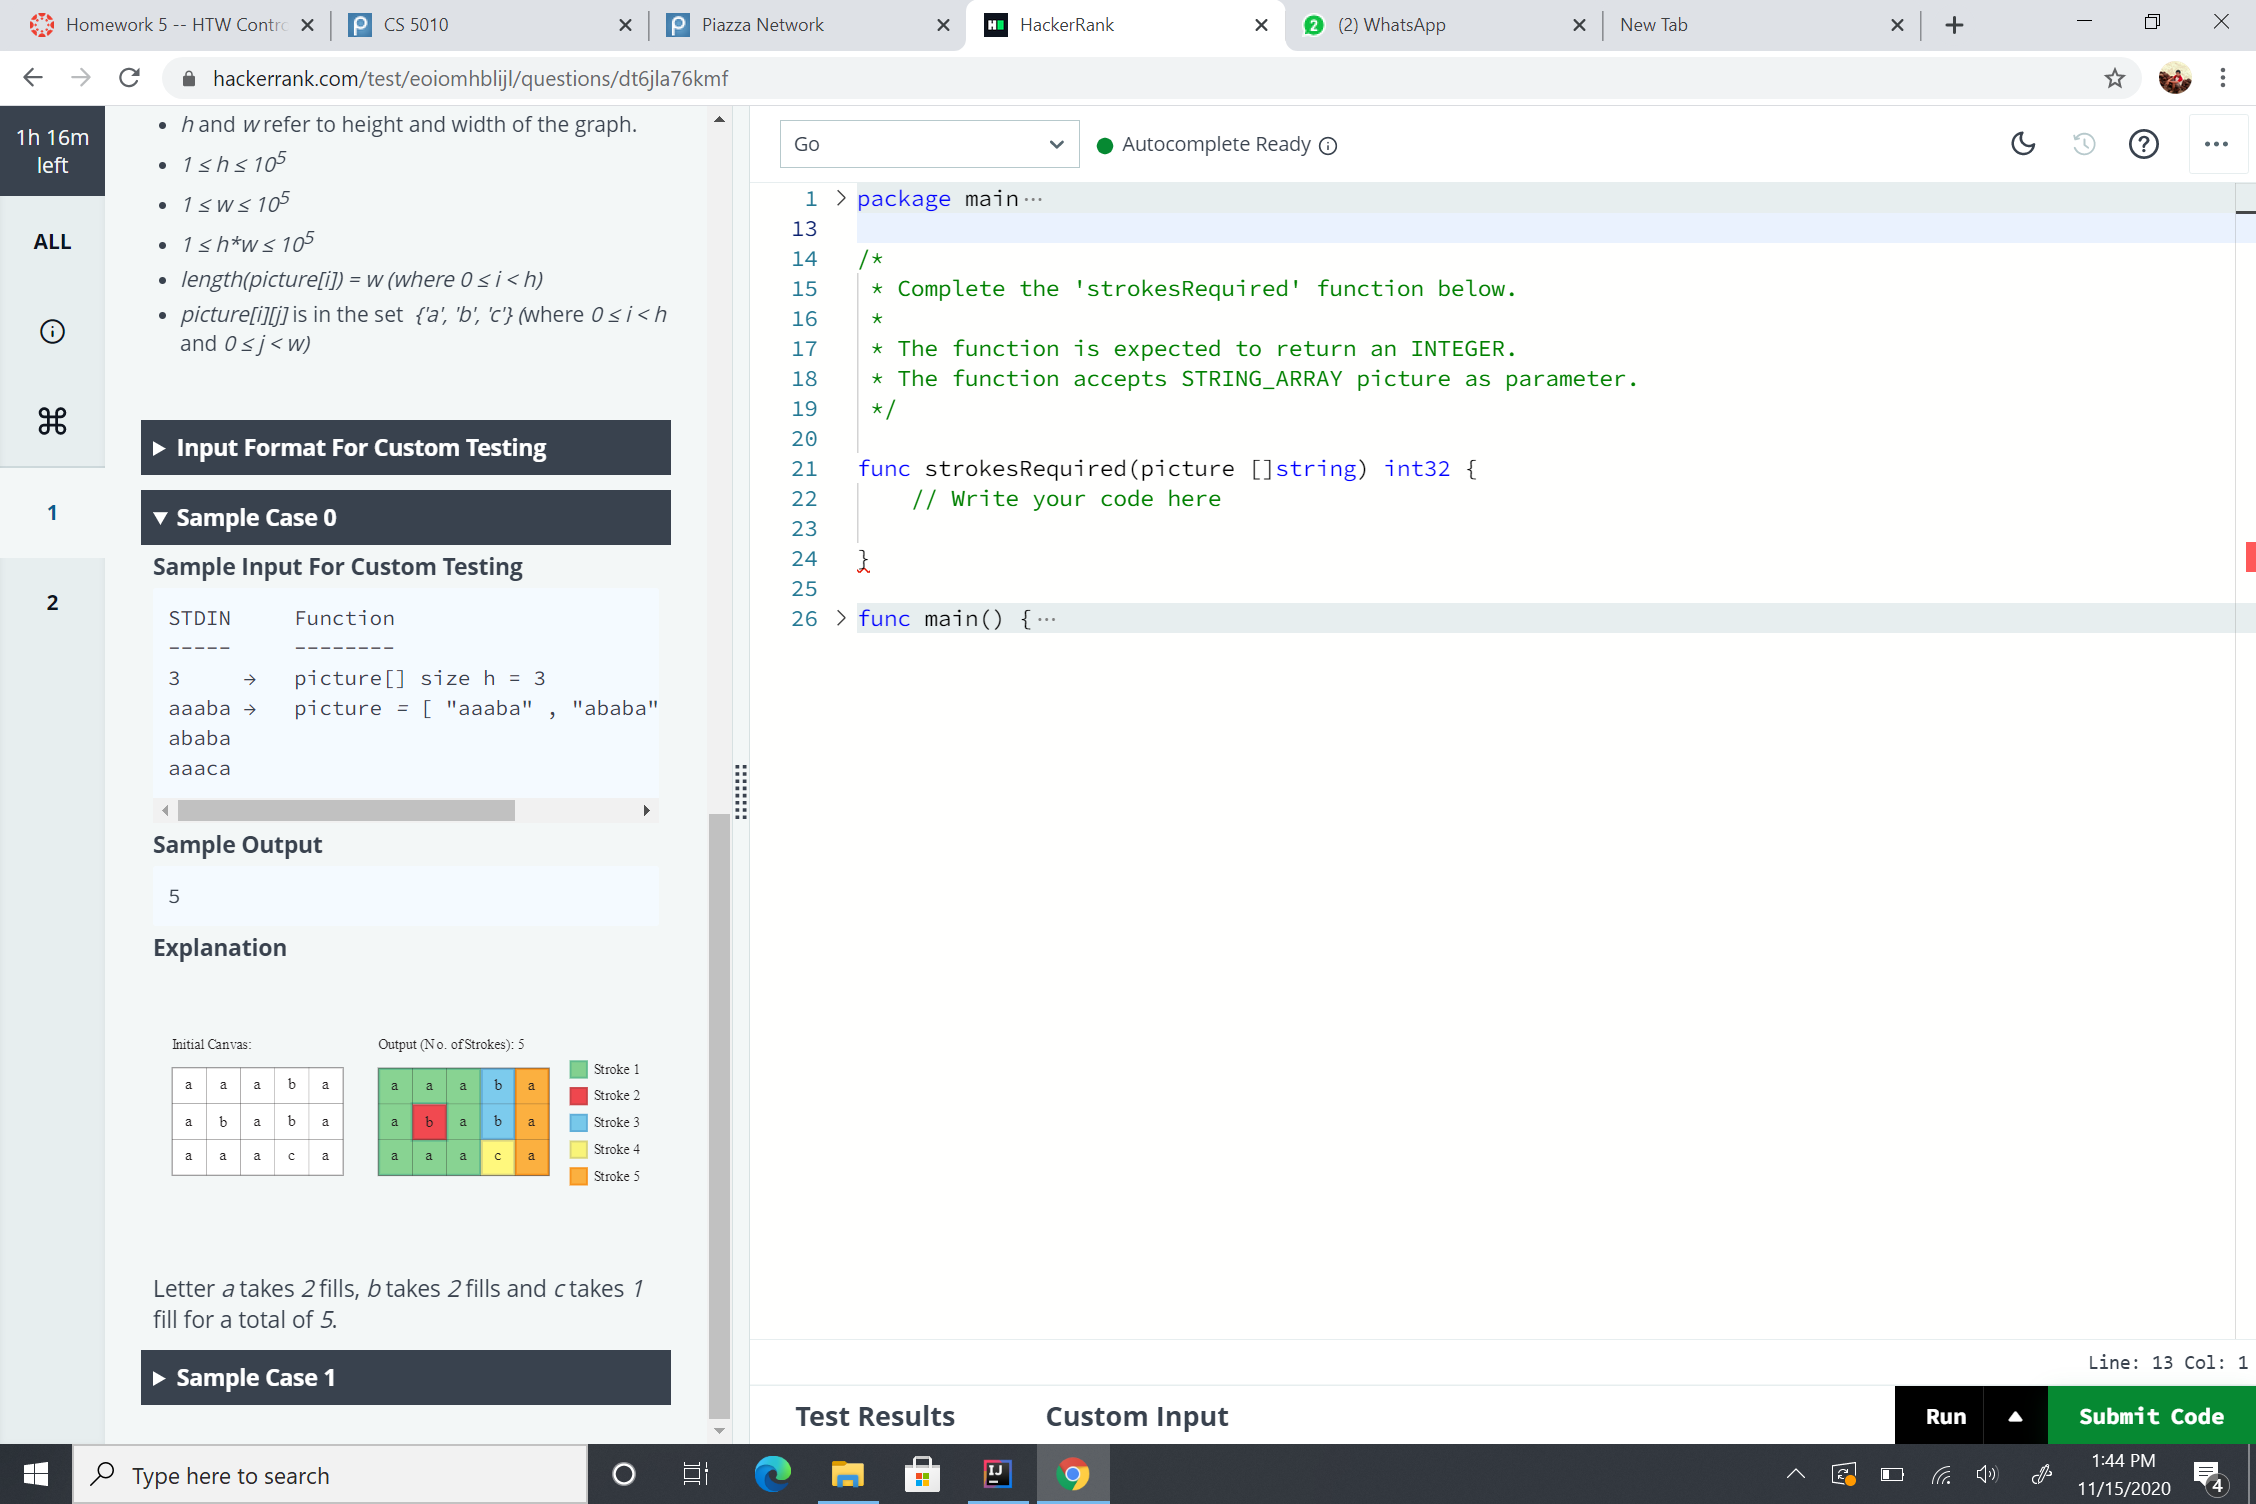 Homework 5 -- HTW Contro
CS 5010
Piazza Network
HackerRank
2 (2) WhatsApp
New Tab
hackerrank.com/test/eoiomhblijl/questions/dt6jla76kmf
1h 16m
left
ALL
1
2
• h and w refer to height and width of the graph.
• 1 ≤ h ≤ 10^5
• 1 ≤ w ≤ 10^5
• 1 ≤ h*w ≤ 10^5
• length(picture[i]) = w (where 0 ≤ i < h)
• picture[i][j] is in the set {'a', 'b', 'c'} (where 0 ≤ i < h
and 0 ≤ j < w)
▶ Input Format For Custom Testing
▼ Sample Case 0
Sample Input For Custom Testing
STDIN Function
----- --------
3 → picture[] size h = 3
aaaba → picture = [ "aaaba" , "ababa"
ababa
aaaca
Sample Output
5
Explanation
Initial Canvas:
a a a b a
a b a b a
a a a c a
Output (No. of Strokes): 5
a a a b a
a b a b a
a a a c a
Stroke 1
Stroke 2
Stroke 3
Stroke 4
Stroke 5
Letter a takes 2 fills, b takes 2 fills and c takes 1
fill for a total of 5.
▶ Sample Case 1
Go
Autocomplete Ready
1 > package main ···
13
14 /*
15 * Complete the 'strokesRequired' function below.
16 *
17 * The function is expected to return an INTEGER.
18 * The function accepts STRING_ARRAY picture as parameter.
19 */
20
21 func strokesRequired(picture []string) int32 {
22 // Write your code here
23
24 }
25
26 > func main() { ···
Line: 13 Col: 1
Test Results
Custom Input
Run
Submit Code
Type here to search
IJ
1:44 PM
11/15/2020
4